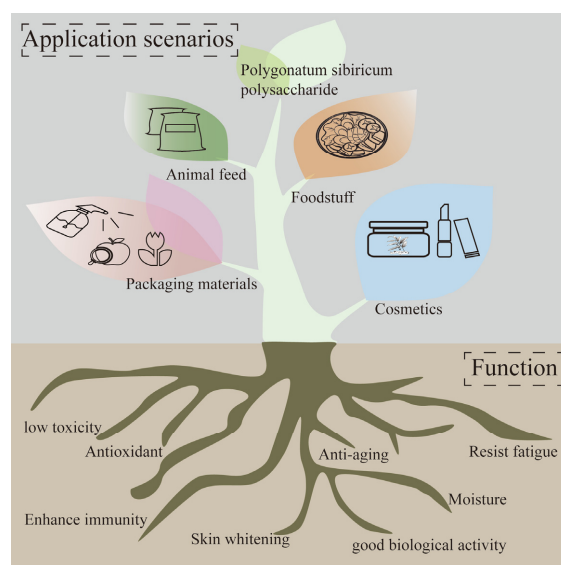 Application scenarios
Polygonatum sibiricum
polysaccharide
Animal feed
Foodstuff
Packaging materials
Cosmetics
Function
low toxicity
Antioxidant
Anti-aging
Resist fatigue
Enhance immunity
Moisture
Skin whitening
good biological activity